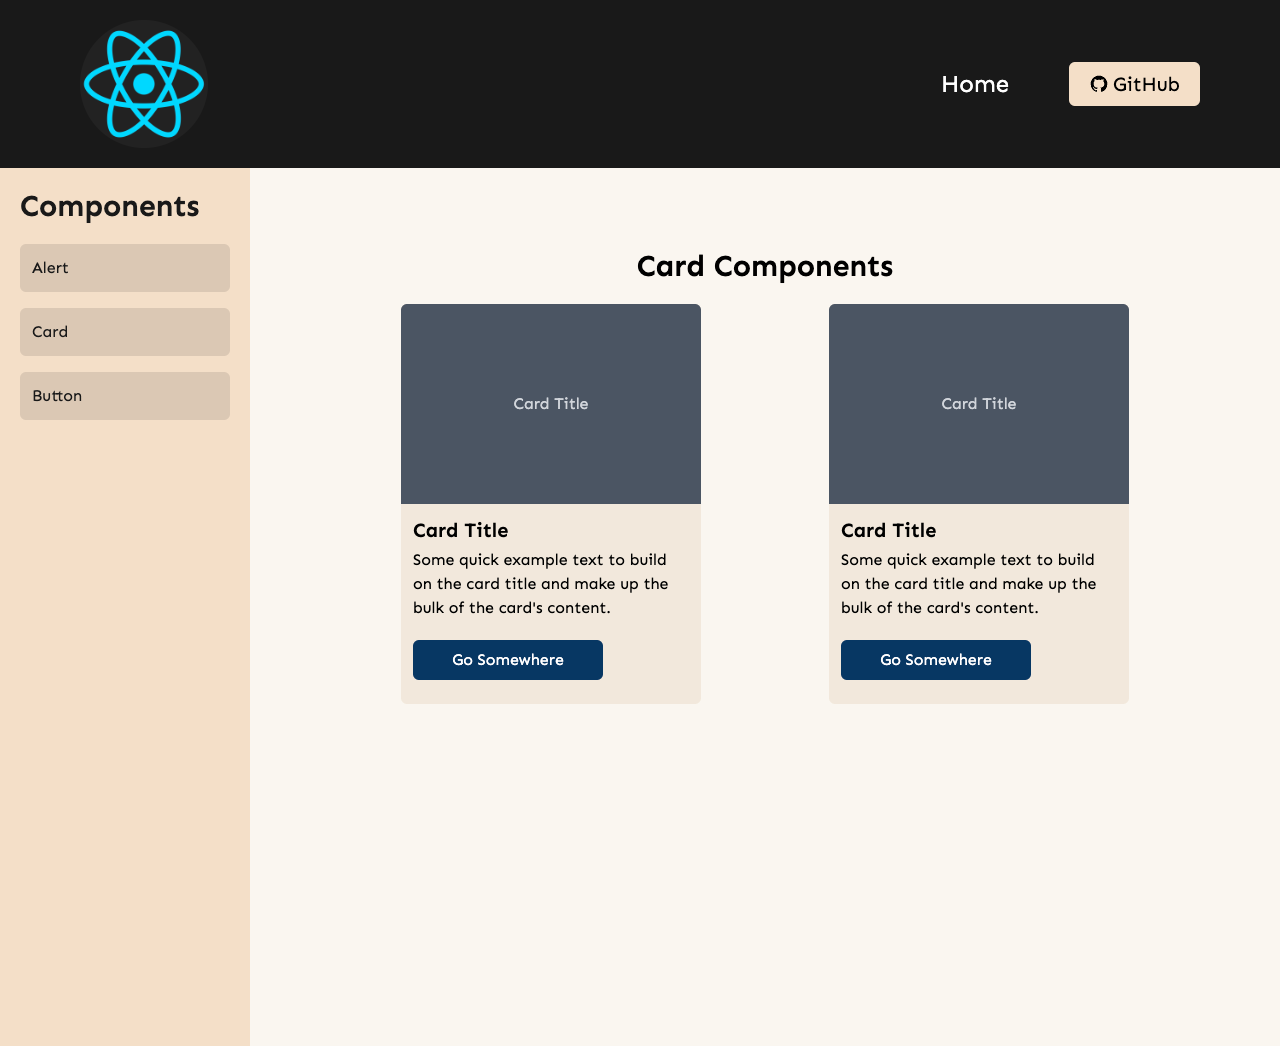 Home
GitHub
Components
Alert
Card
Button
Card Components
Card Title
Card Title
Some quick example text to build
on the card title and make up the
bulk of the card's content.
Go Somewhere
Card Title
Card Title
Some quick example text to build
on the card title and make up the
bulk of the card's content.
Go Somewhere